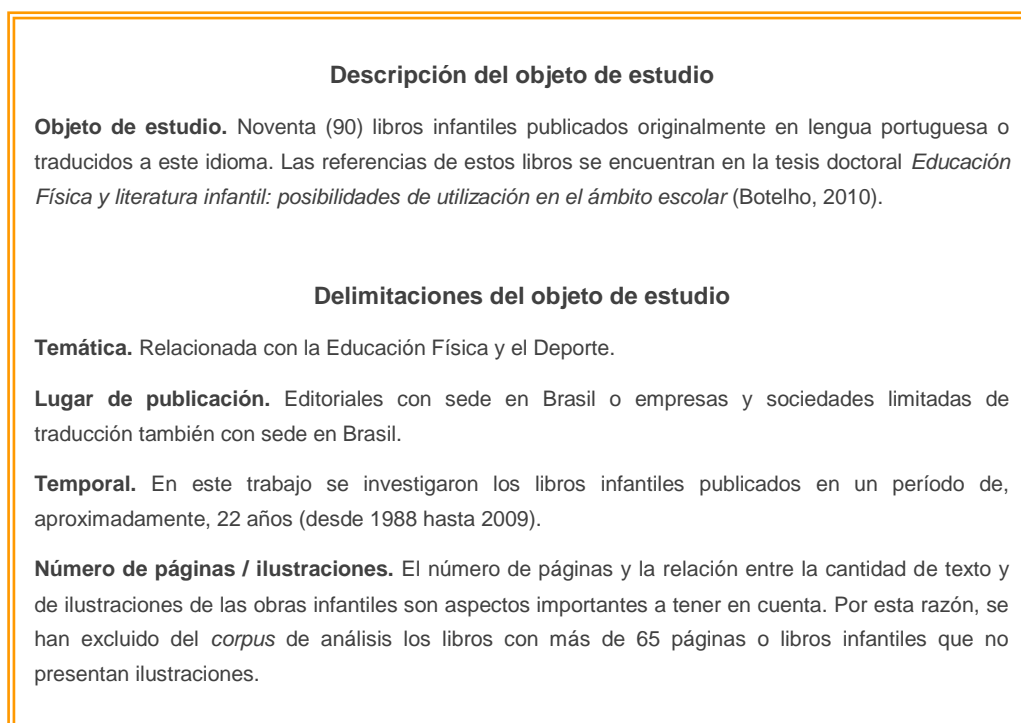 Descripción del objeto de estudio
Objeto de estudio. Noventa (90) libros infantiles publicados originalmente en lengua portuguesa o
traducidos a este idioma. Las referencias de estos libros se encuentran en la tesis doctoral Educación
Física y literatura infantil: posibilidades de utilización en el ámbito escolar (Botelho, 2010).
Delimitaciones del objeto de estudio
Temática. Relacionada con la Educación Física y el Deporte.
Lugar de publicación. Editoriales con sede en Brasil o empresas y sociedades limitadas de
traducción también con sede en Brasil.
Temporal. En este trabajo se investigaron los libros infantiles publicados en un período de,
aproximadamente, 22 años (desde 1988 hasta 2009).
Número de páginas / ilustraciones. El número de páginas y la relación entre la cantidad de texto y
de ilustraciones de las obras infantiles son aspectos importantes a tener en cuenta. Por esta razón, se
han excluido del corpus de análisis los libros con más de 65 páginas o libros infantiles que no
presentan ilustraciones.